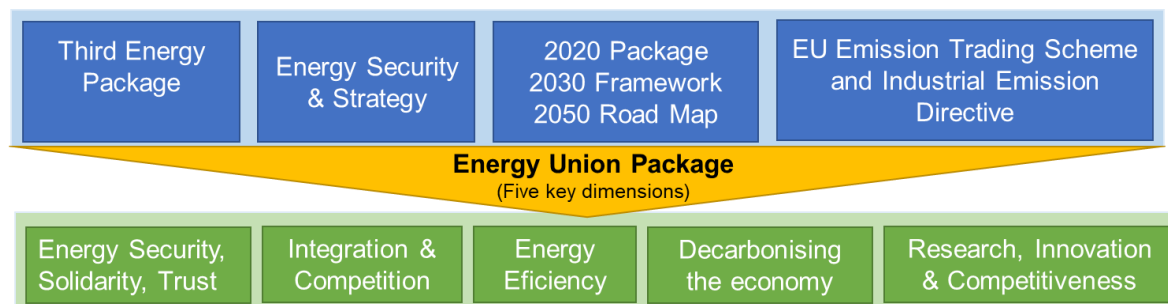 Third Energy
Package
Energy Security
& Strategy
2020 Package
2030 Framework
2050 Road Map
EU Emission Trading Scheme
and Industrial Emission
Directive
Energy Union Package
(Five key dimensions)
Energy Security,
Solidarity, Trust
Integration &
Competition
Energy
Eficiency
Decarbonising
the economy
Research, Innovation
& Competitiveness